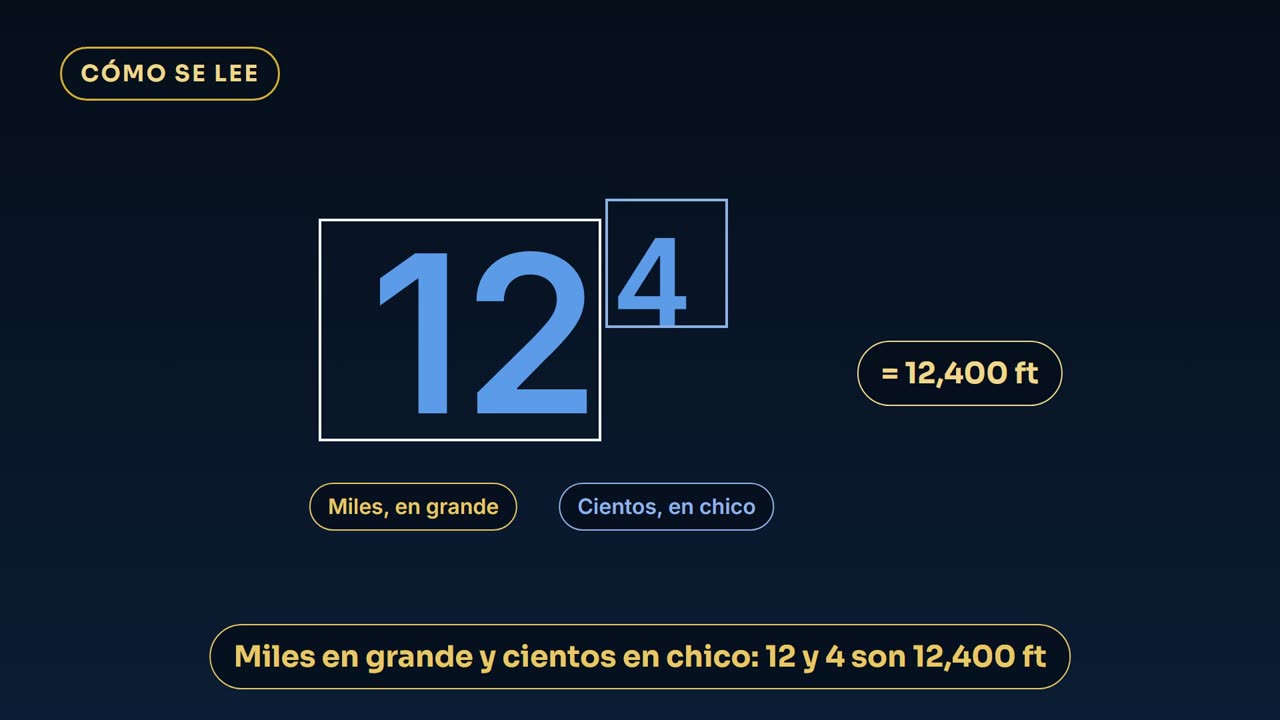 CÓMO SE LEE
12 4
= 12,400 ft
Miles, en grande
Cientos, en chico
Miles en grande y cientos en chico: 12 y 4 son 12,400 ft